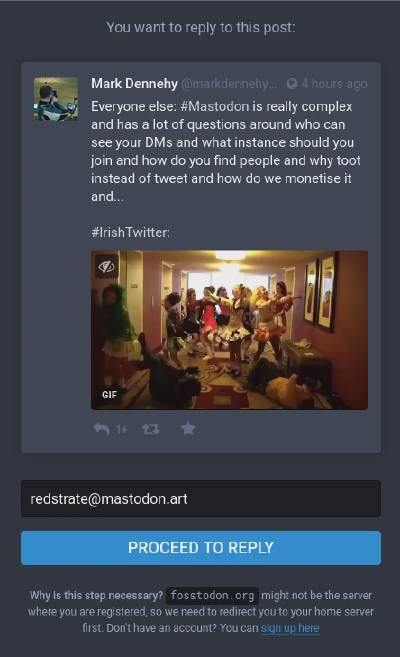 You want to reply to this post:
Mark Dennehy @markdennehy... 4 hours ago
Everyone else: #Mastodon is really complex
and has a lot of questions around who can
see your DMs and what instance should you
join and how do you find people and why toot
instead of tweet and how do we monetise it
and...
#IrishTwitter:
GIF
1+
redstrate@mastodon.art
PROCEED TO REPLY
Why is this step necessary? fosstodon.org might not be the server
where you are registered, so we need to redirect you to your home server
first. Don't have an account? You can sign up here